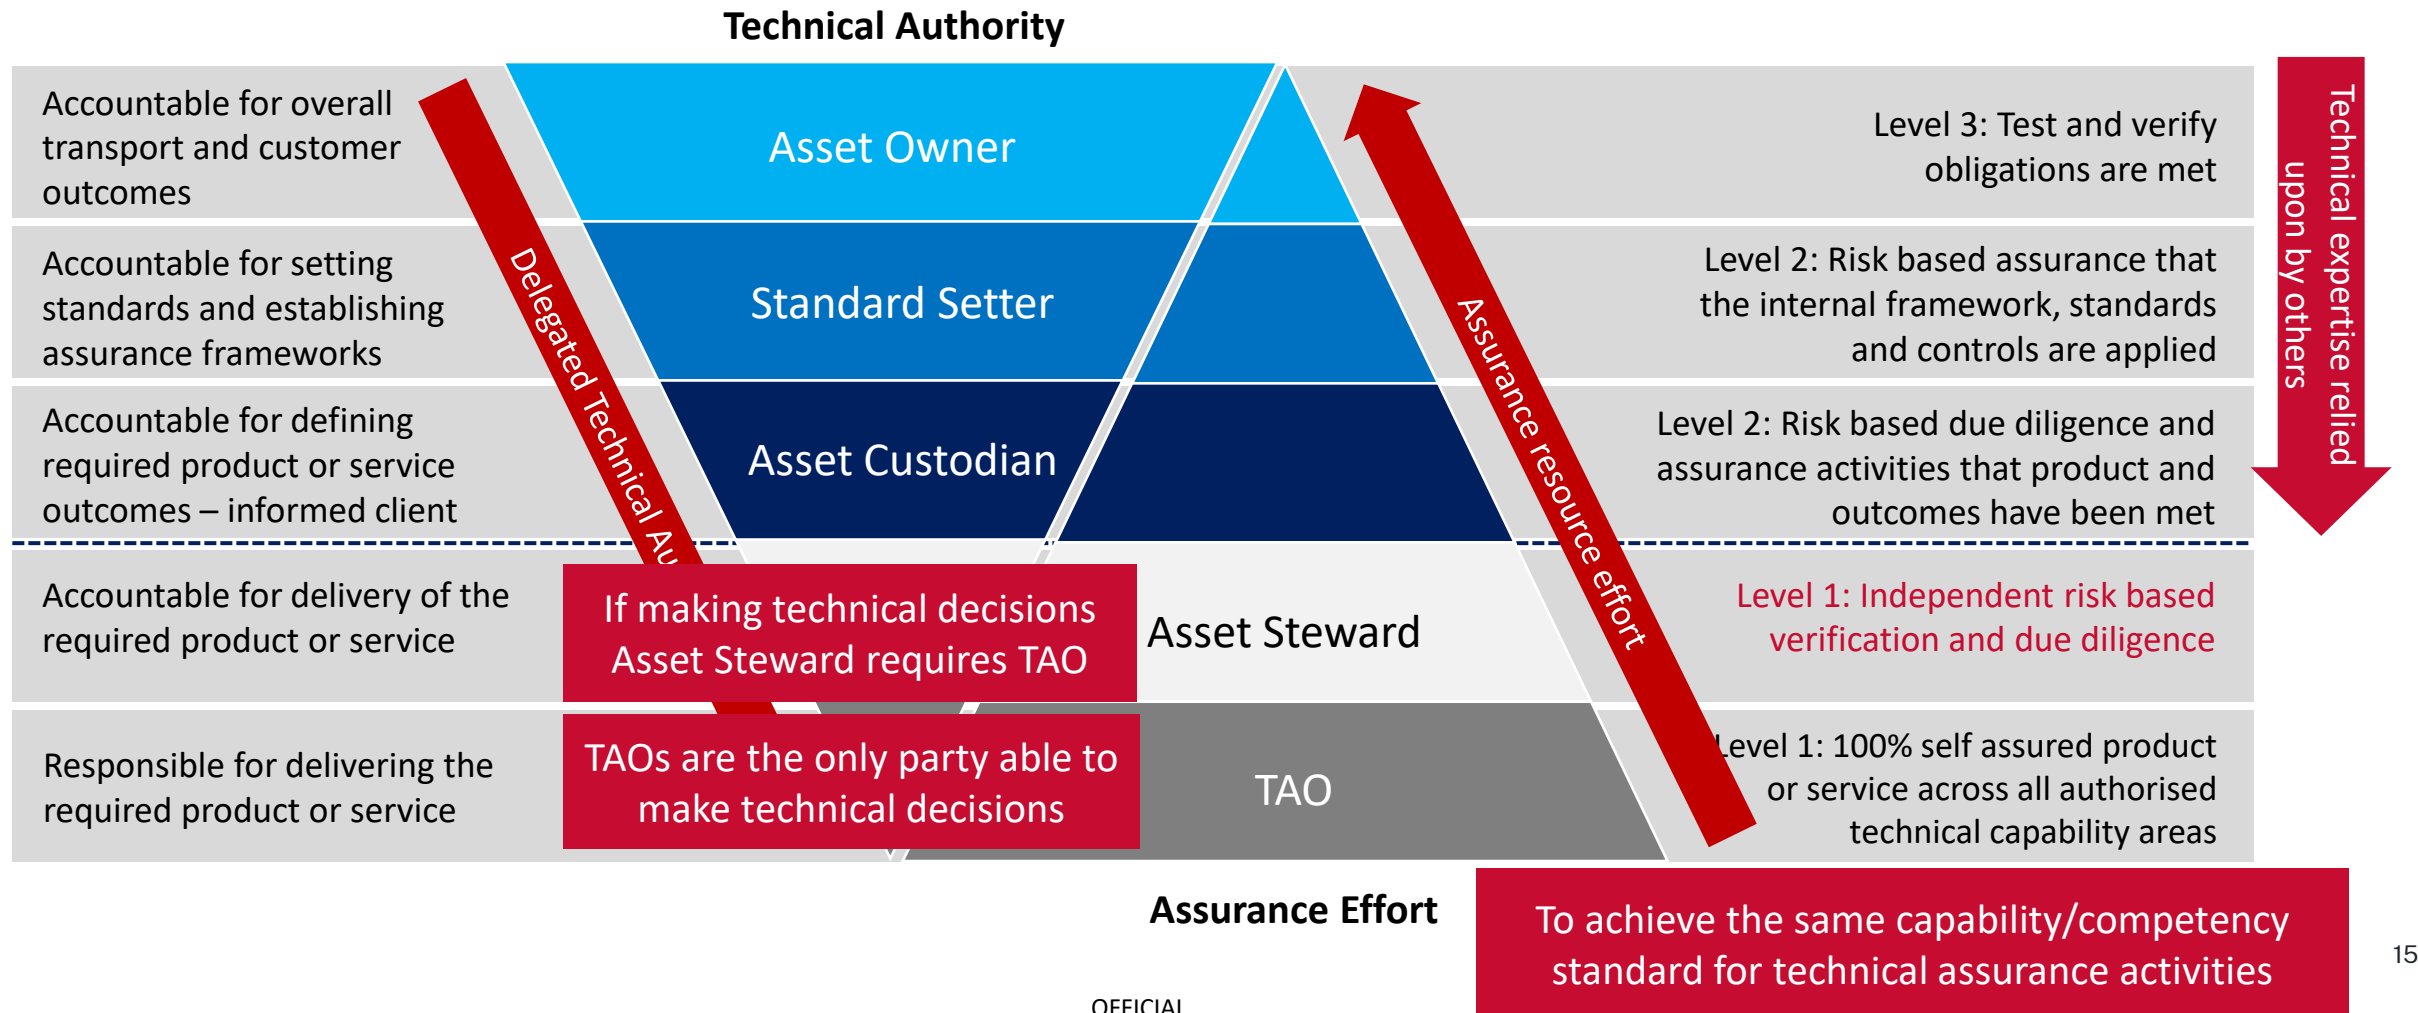 Technical Authority
Accountable for overall
transport and customer
outcomes
Asset Owner
Level 3: Test and verify
obligations are met
Accountable for setting
standards and establishing
assurance frameworks
Standard Setter
Level 2: Risk based assurance that
the internal framework, standards
and controls are applied
Accountable for defining
required product or service
outcomes – informed client
Asset Custodian
Level 2: Risk based due diligence and
assurance activities that product and
outcomes have been met
Accountable for delivery of the
required product or service
If making technical decisions
Asset Steward requires TAO
Asset Steward
Level 1: Independent risk based
verification and due diligence
Responsible for delivering the
required product or service
TAOs are the only party able to
make technical decisions
TAO
Level 1: 100% self assured product
or service across all authorised
technical capability areas
Delegated Technical
Assurance resource effort
Technical expertise relied
upon by others
Assurance Effort
To achieve the same capability/competency
standard for technical assurance activities
15
OFFICIAL